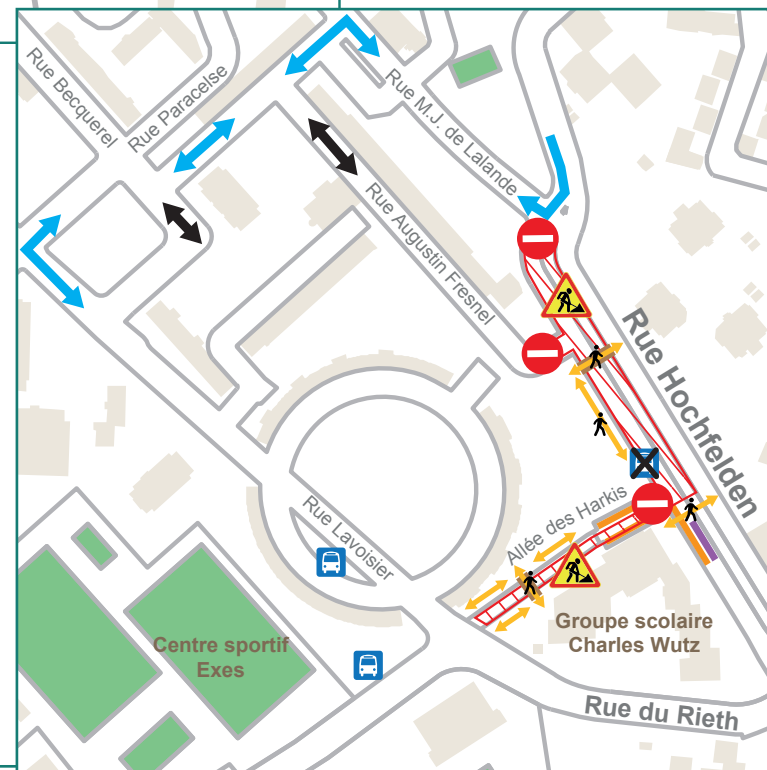 Rue Becquerel
Rue Paracelse
Rue M.J. de Lalande
Rue Augustin Fresnel
Rue Hochfelden
Allée des Harkis
Rue Lavoisier
Groupe scolaire
Charles Wutz
Centre sportif
Exes
Rue du Rieth